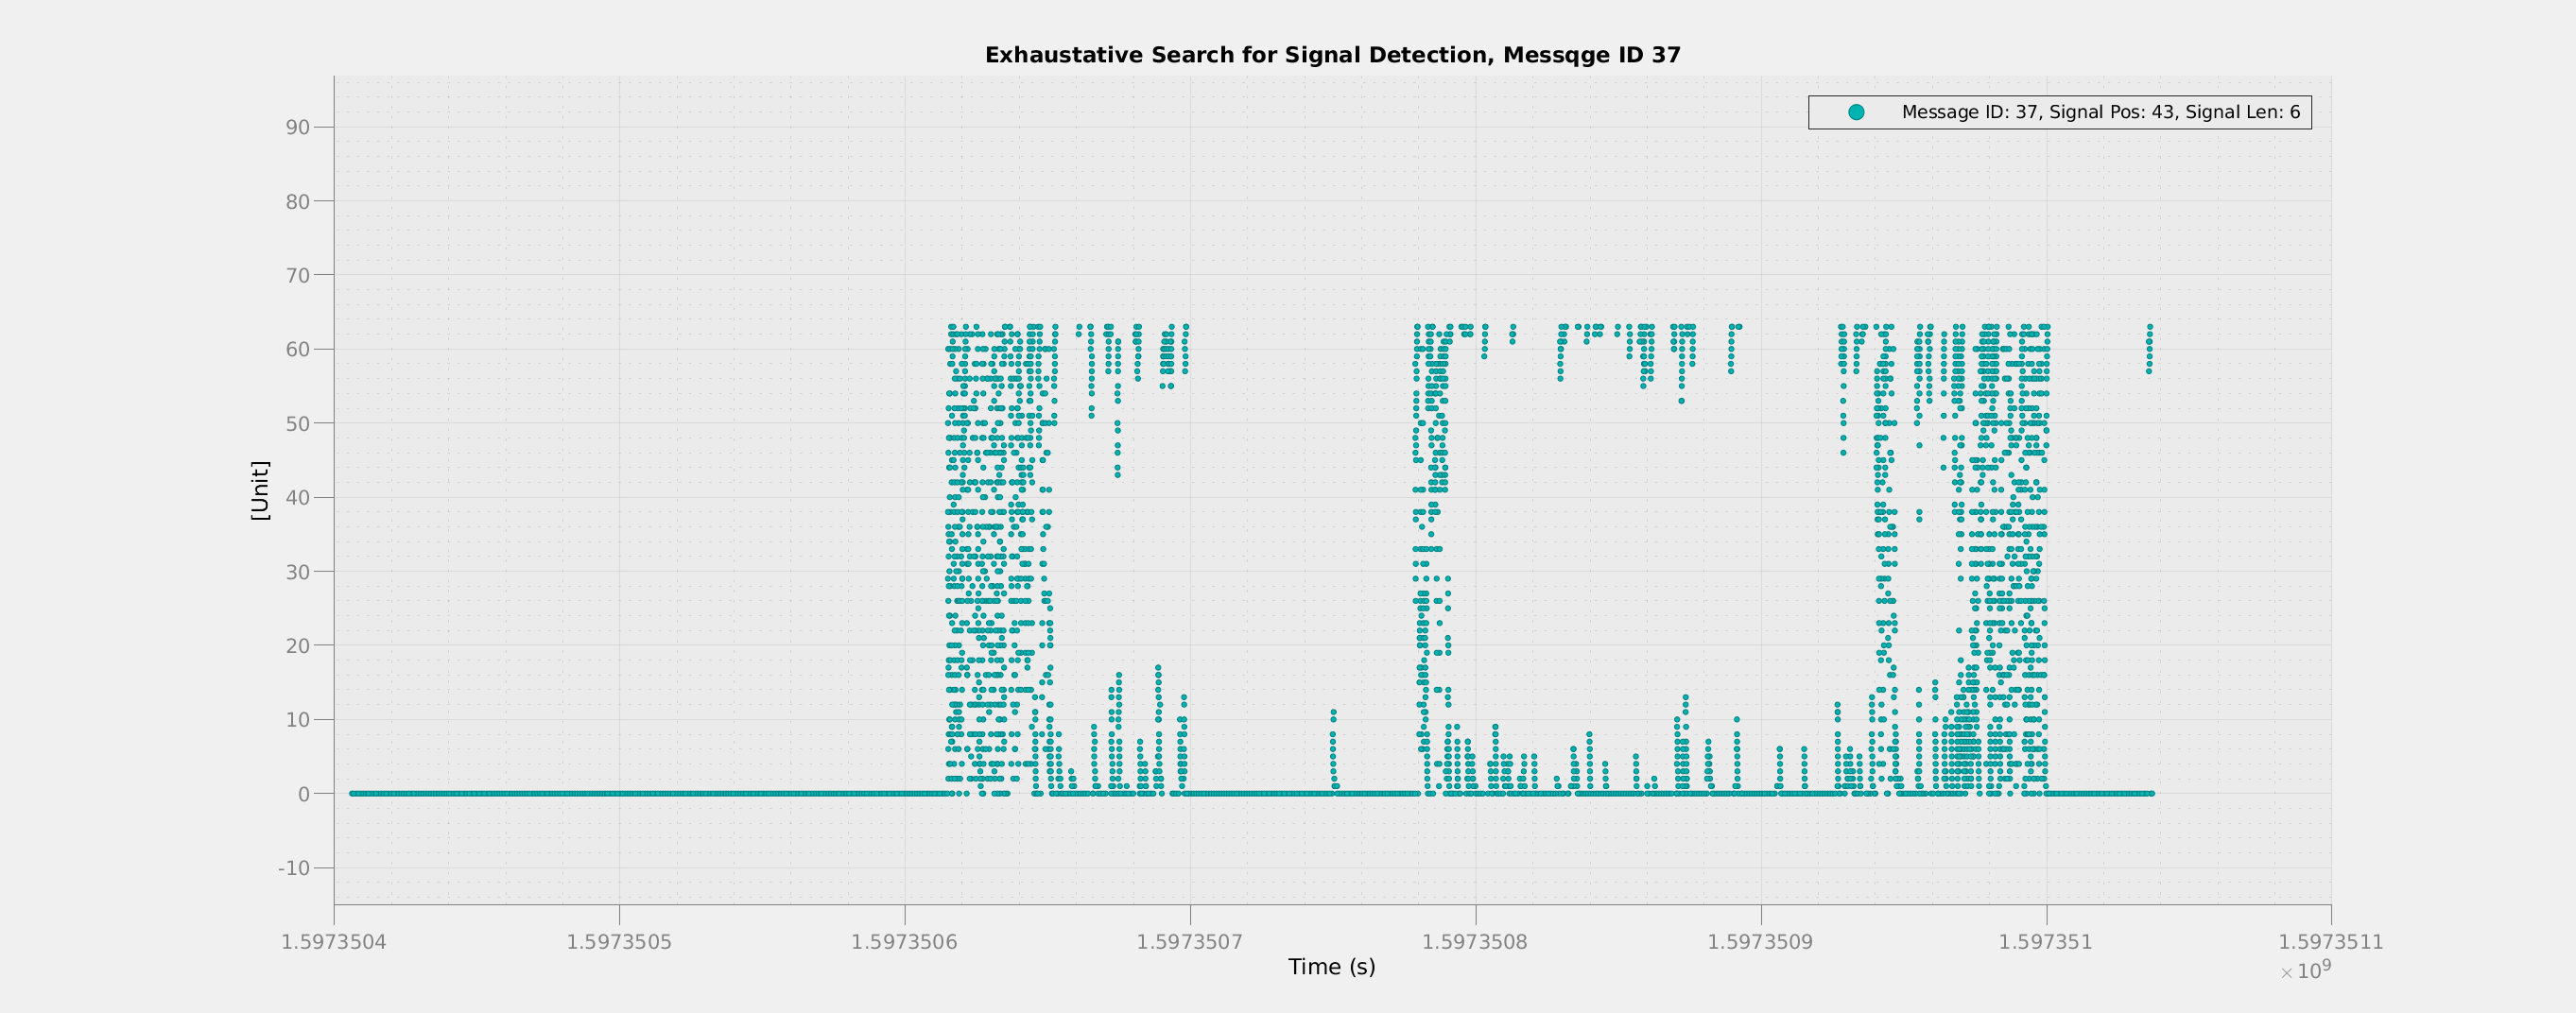 Exhaustative Search for Signal Detection, Messqge ID 37
Message ID: 37, Signal Pos: 43, Signal Len: 6
90
80
70
60
50
40
30
20
10
0
-10
[Unit]
1.5973504 1.5973505 1.5973506 1.5973507 1.5973508 1.5973509 1.597351 1.5973511
Time (s)
× 10⁹